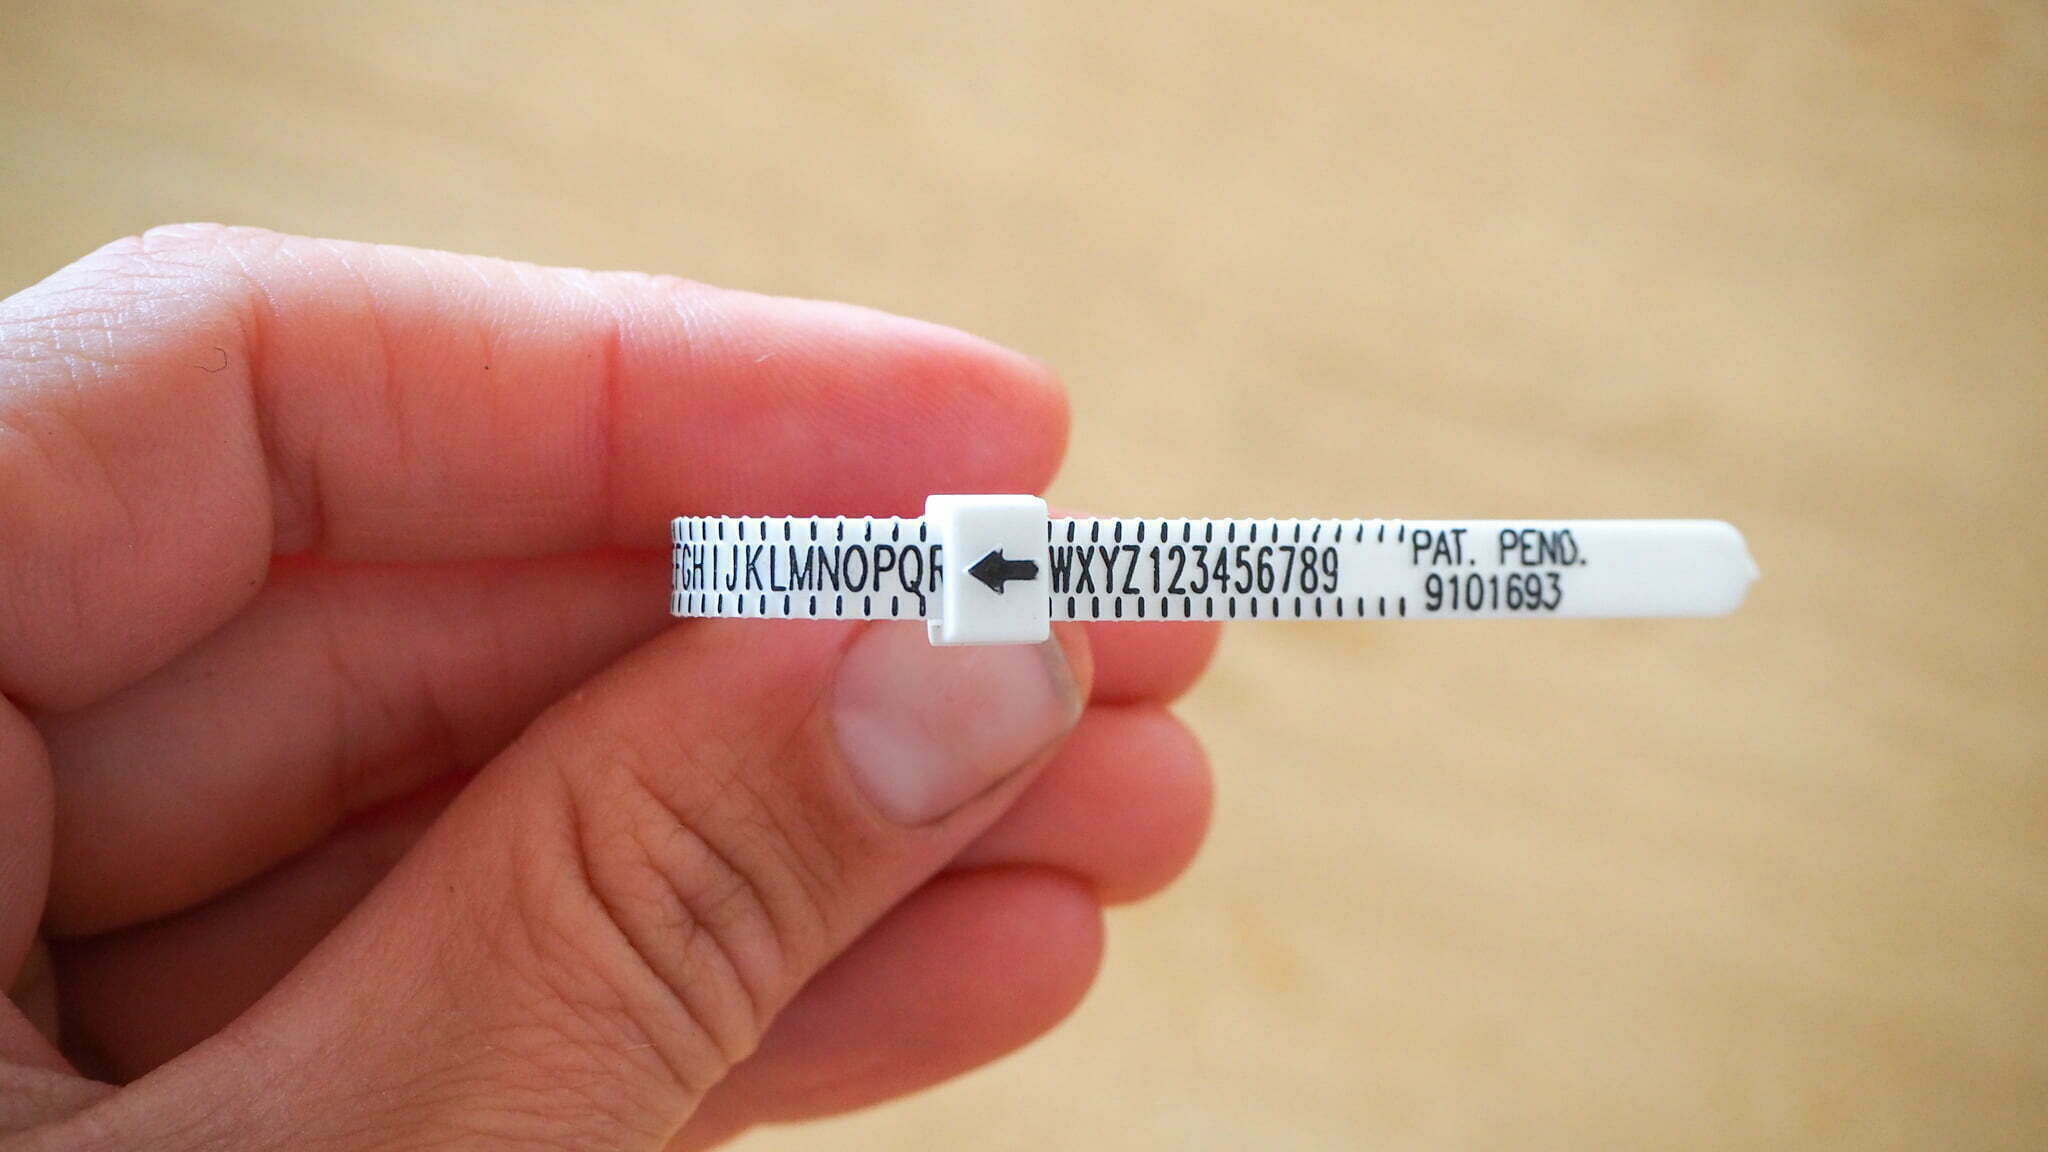 FGHIJKLMNOPQR WXYZ123456789
PAT. PEND.
9101693